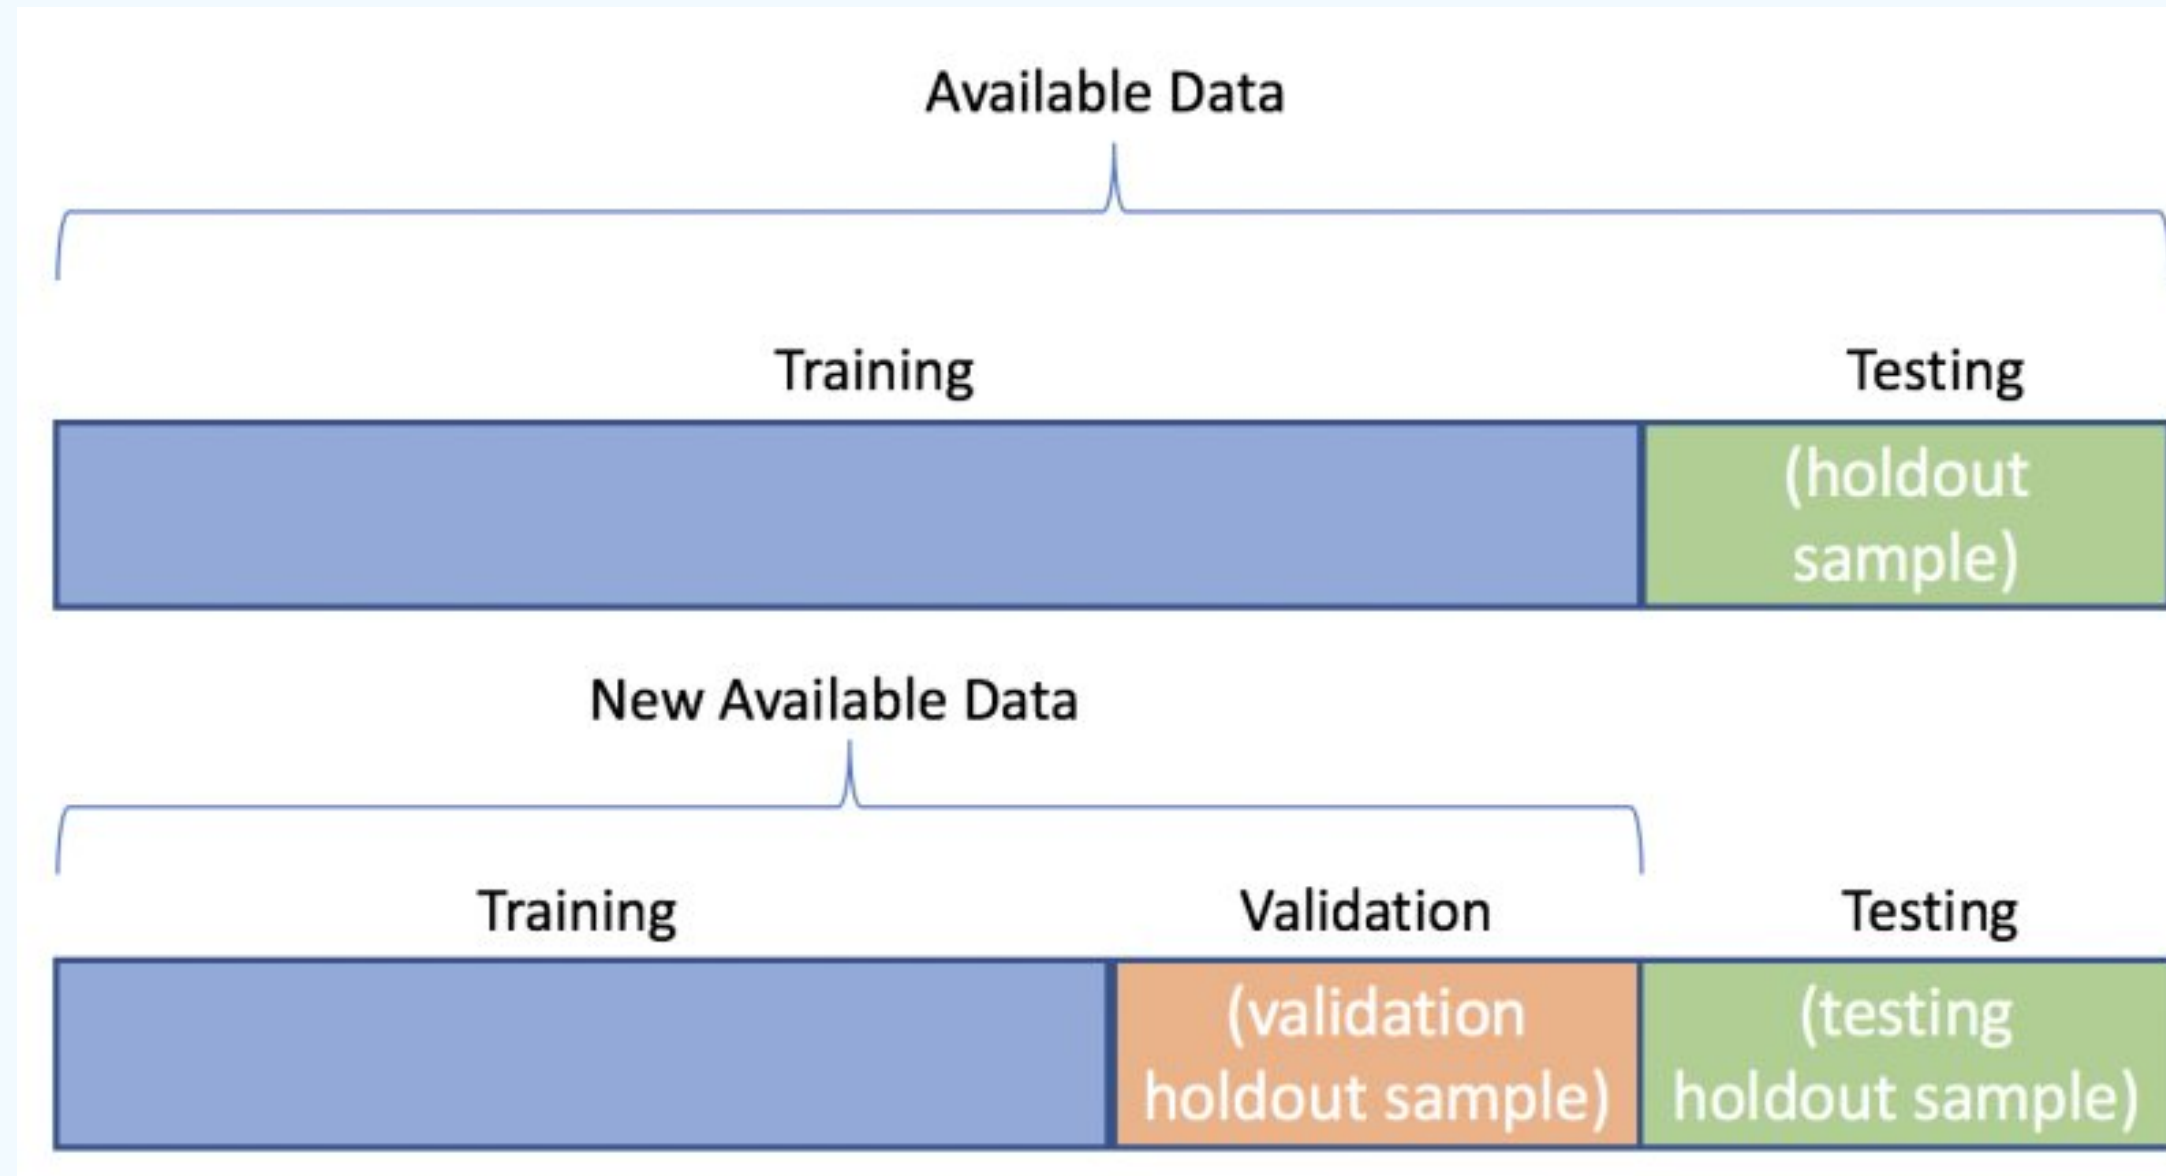 Available Data
Training Testing
(holdout
sample)
New Available Data
Training Validation Testing
(validation
holdout sample)
(testing
holdout sample)